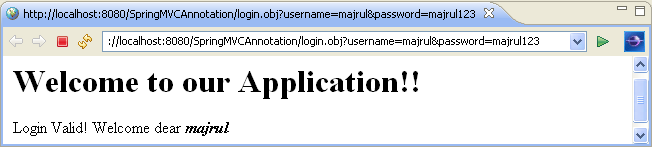 http://localhost:8080/SpringMVCAnnotation/login.obj?username=majrul&password=majrul123
://localhost:8080/SpringMVCAnnotation/login.obj?username=majrul&password=majrul123
Welcome to our Application!!
Login Valid! Welcome dear majrul